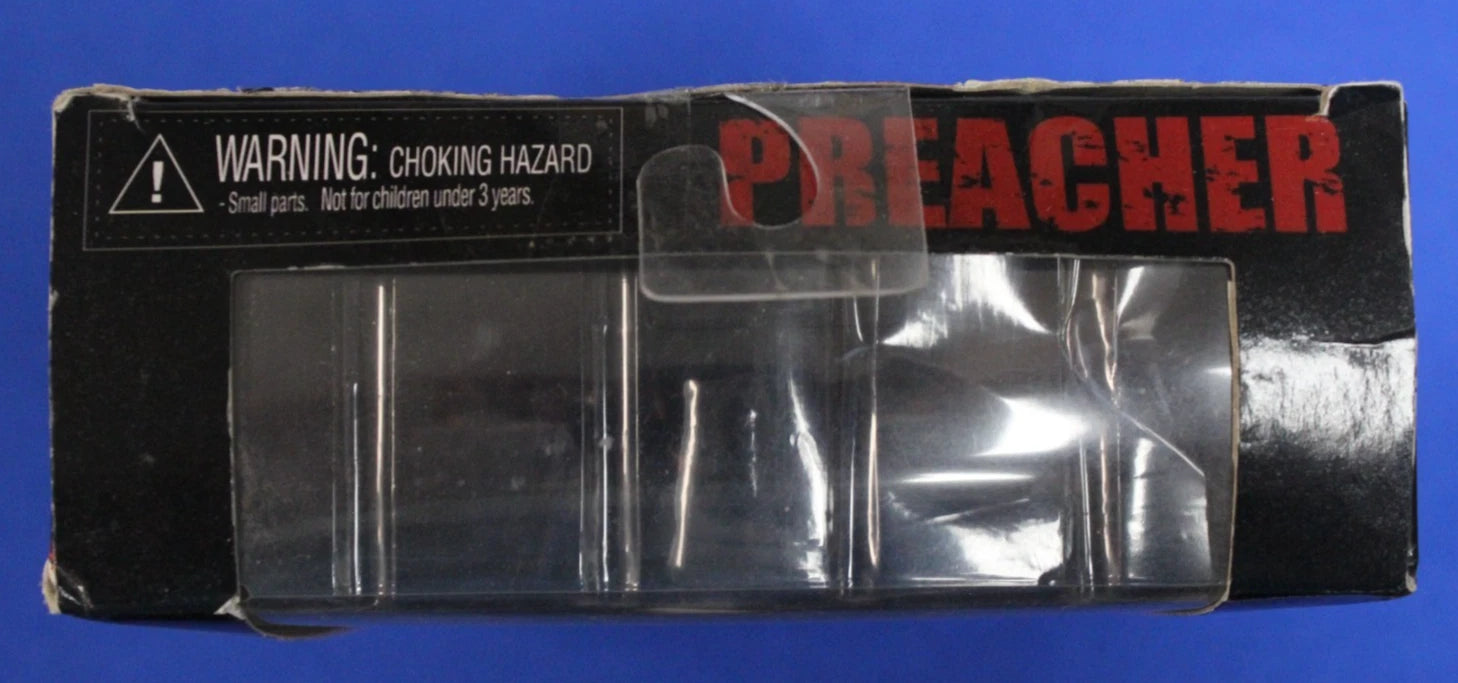 WARNING: CHOKING HAZARD
- Small parts. Not for children under 3 years.
PREACHER